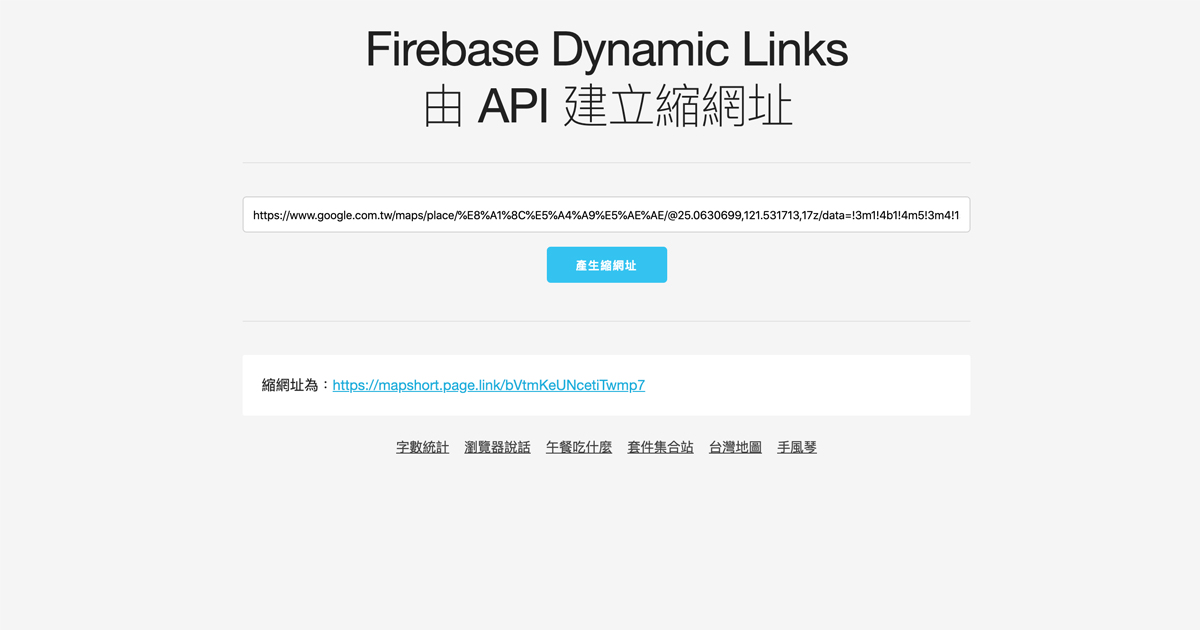 Firebase Dynamic Links
由 API 建立縮網址
https://www.google.com.tw/maps/place/%E8%A1%8C%E5%A4%A9%E5%AE%AE/@25.0630699,121.531713,17z/data=!3m1!4b1!4m5!3m4!1
產生縮網址
縮網址為：https://mapshort.page.link/bVtmKeUNcetiTwmp7
字數統計 瀏覽器說話 午餐吃什麼 套件集合站 台灣地圖 手風琴